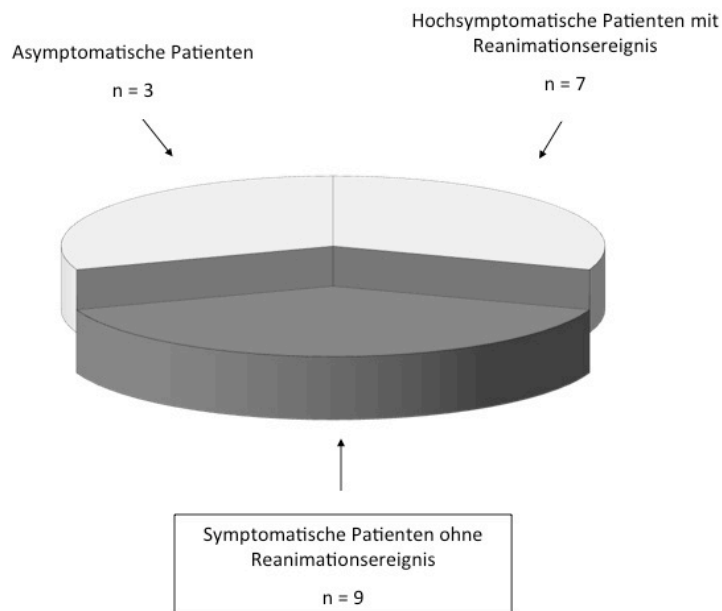 Hochsymptomatische Patienten mit
Reanimationsereignis
n = 7
Asymptomatische Patienten
n = 3
Symptomatische Patienten ohne
Reanimationsereignis
n = 9